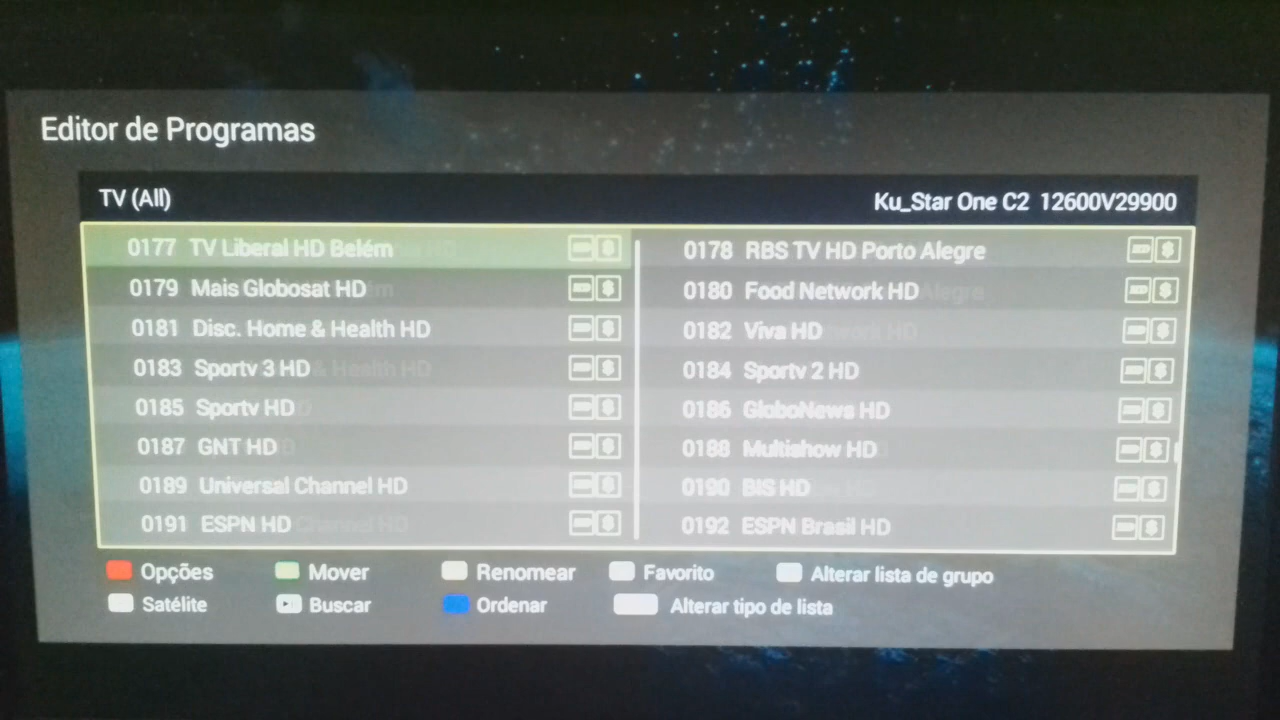 Editor de Programas
TV (All) Ku_Star One C2 12600V29900
0177 TV Liberal HD Belém $ 0178 RBS TV HD Porto Alegre $
0179 Mais Globosat HD $ 0180 Food Network HD $
0181 Disc. Home & Health HD $ 0182 Viva HD $
0183 Sportv 3 HD $ 0184 Sportv 2 HD $
0185 Sportv HD $ 0186 GloboNews HD $
0187 GNT HD $ 0188 Multishow HD $
0189 Universal Channel HD $ 0190 BIS HD $
0191 ESPN HD $ 0192 ESPN Brasil HD $
Opções Mover Renomear Favorito Alterar lista de grupo
Satélite Buscar Ordenar Alterar tipo de lista